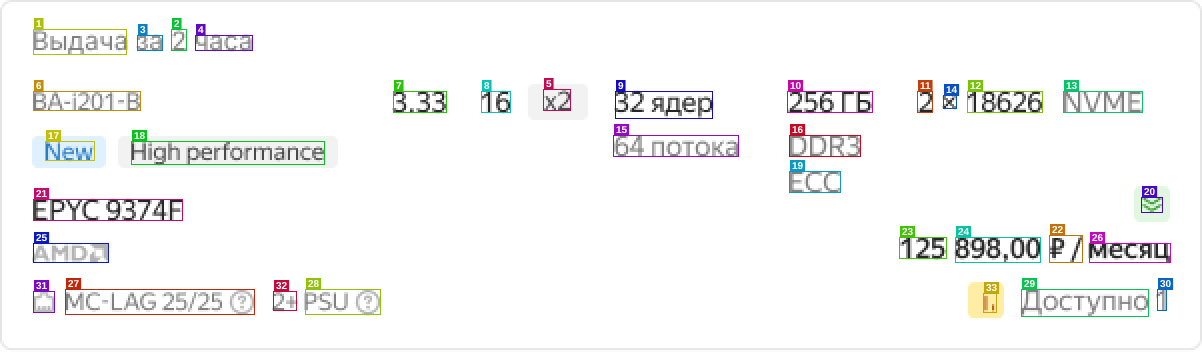 Выдача за 2 часа
BA-i201-B 3.33 16 x2 32 ядер 256 ГБ 2 × 18626 NVME
New High performance 64 потока DDR3
ECC
EPYC 9374F
AMD 125 898,00 ₽ / месяц
MC-LAG 25/25 ? 2+ PSU ? Доступно 1